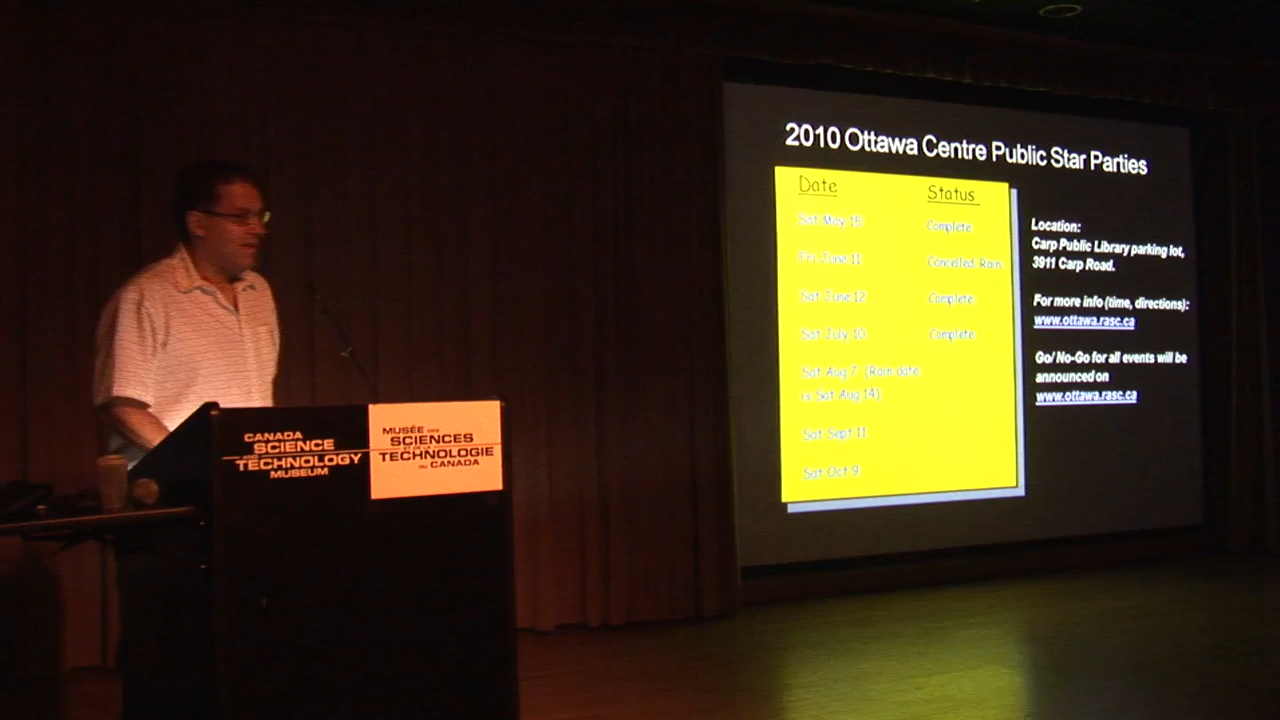 2010 Ottawa Centre Public Star Parties
Date Status
Sat May 15 Complete
Fri June 11 Cancelled Rain
Sat June 12 Complete
Sat July 10 Complete
Sat Aug 7 (Rain date
is Sat Aug 14)
Sat Sept 11
Sat Oct 9
Location:
Carp Public Library parking lot,
3911 Carp Road.
For more info (time, directions):
www.ottawa.rasc.ca
Go/ No-Go for all events will be
announced on
www.ottawa.rasc.ca
CANADA
SCIENCE
AND
TECHNOLOGY
MUSEUM
MUSÉE DES
SCIENCES
ET DE LA
TECHNOLOGIE
DU CANADA